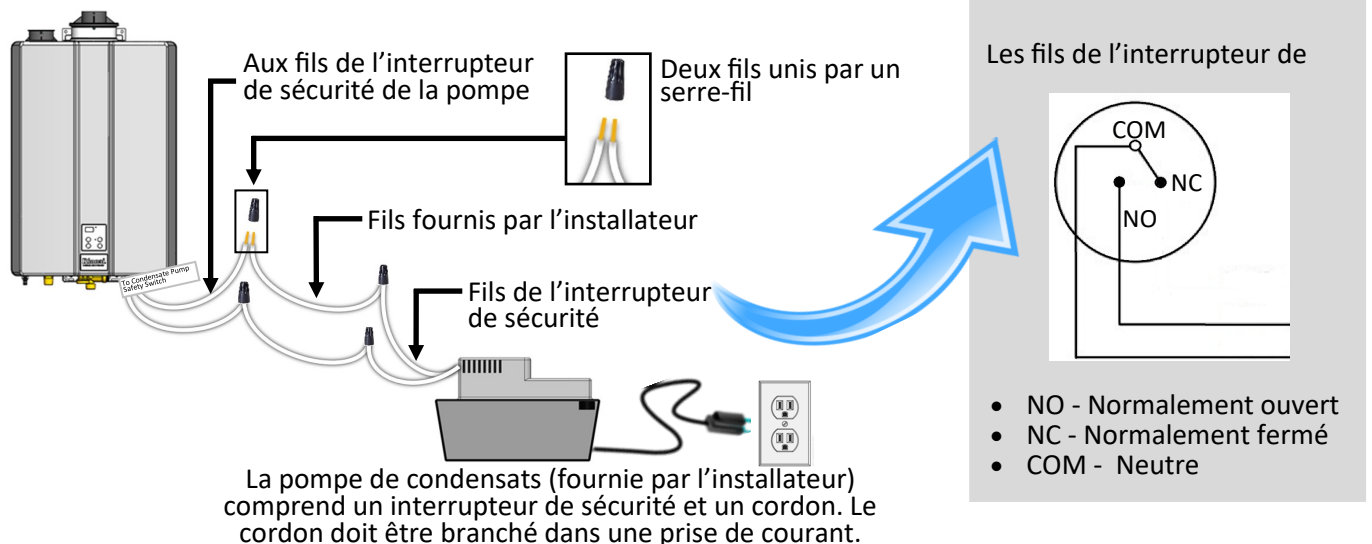 Aux fils de l’interrupteur
de sécurité de la pompe
Deux fils unis par un
serre-fil
Fils fournis par l’installateur
To Condensate Pump
Safety Switch
Fils de l’interrupteur
de sécurité
Rinnai
La pompe de condensats (fournie par l’installateur)
comprend un interrupteur de sécurité et un cordon. Le
cordon doit être branché dans une prise de courant.
Les fils de l’interrupteur de
COM
NC
NO
• NO - Normalement ouvert
• NC - Normalement fermé
• COM - Neutre